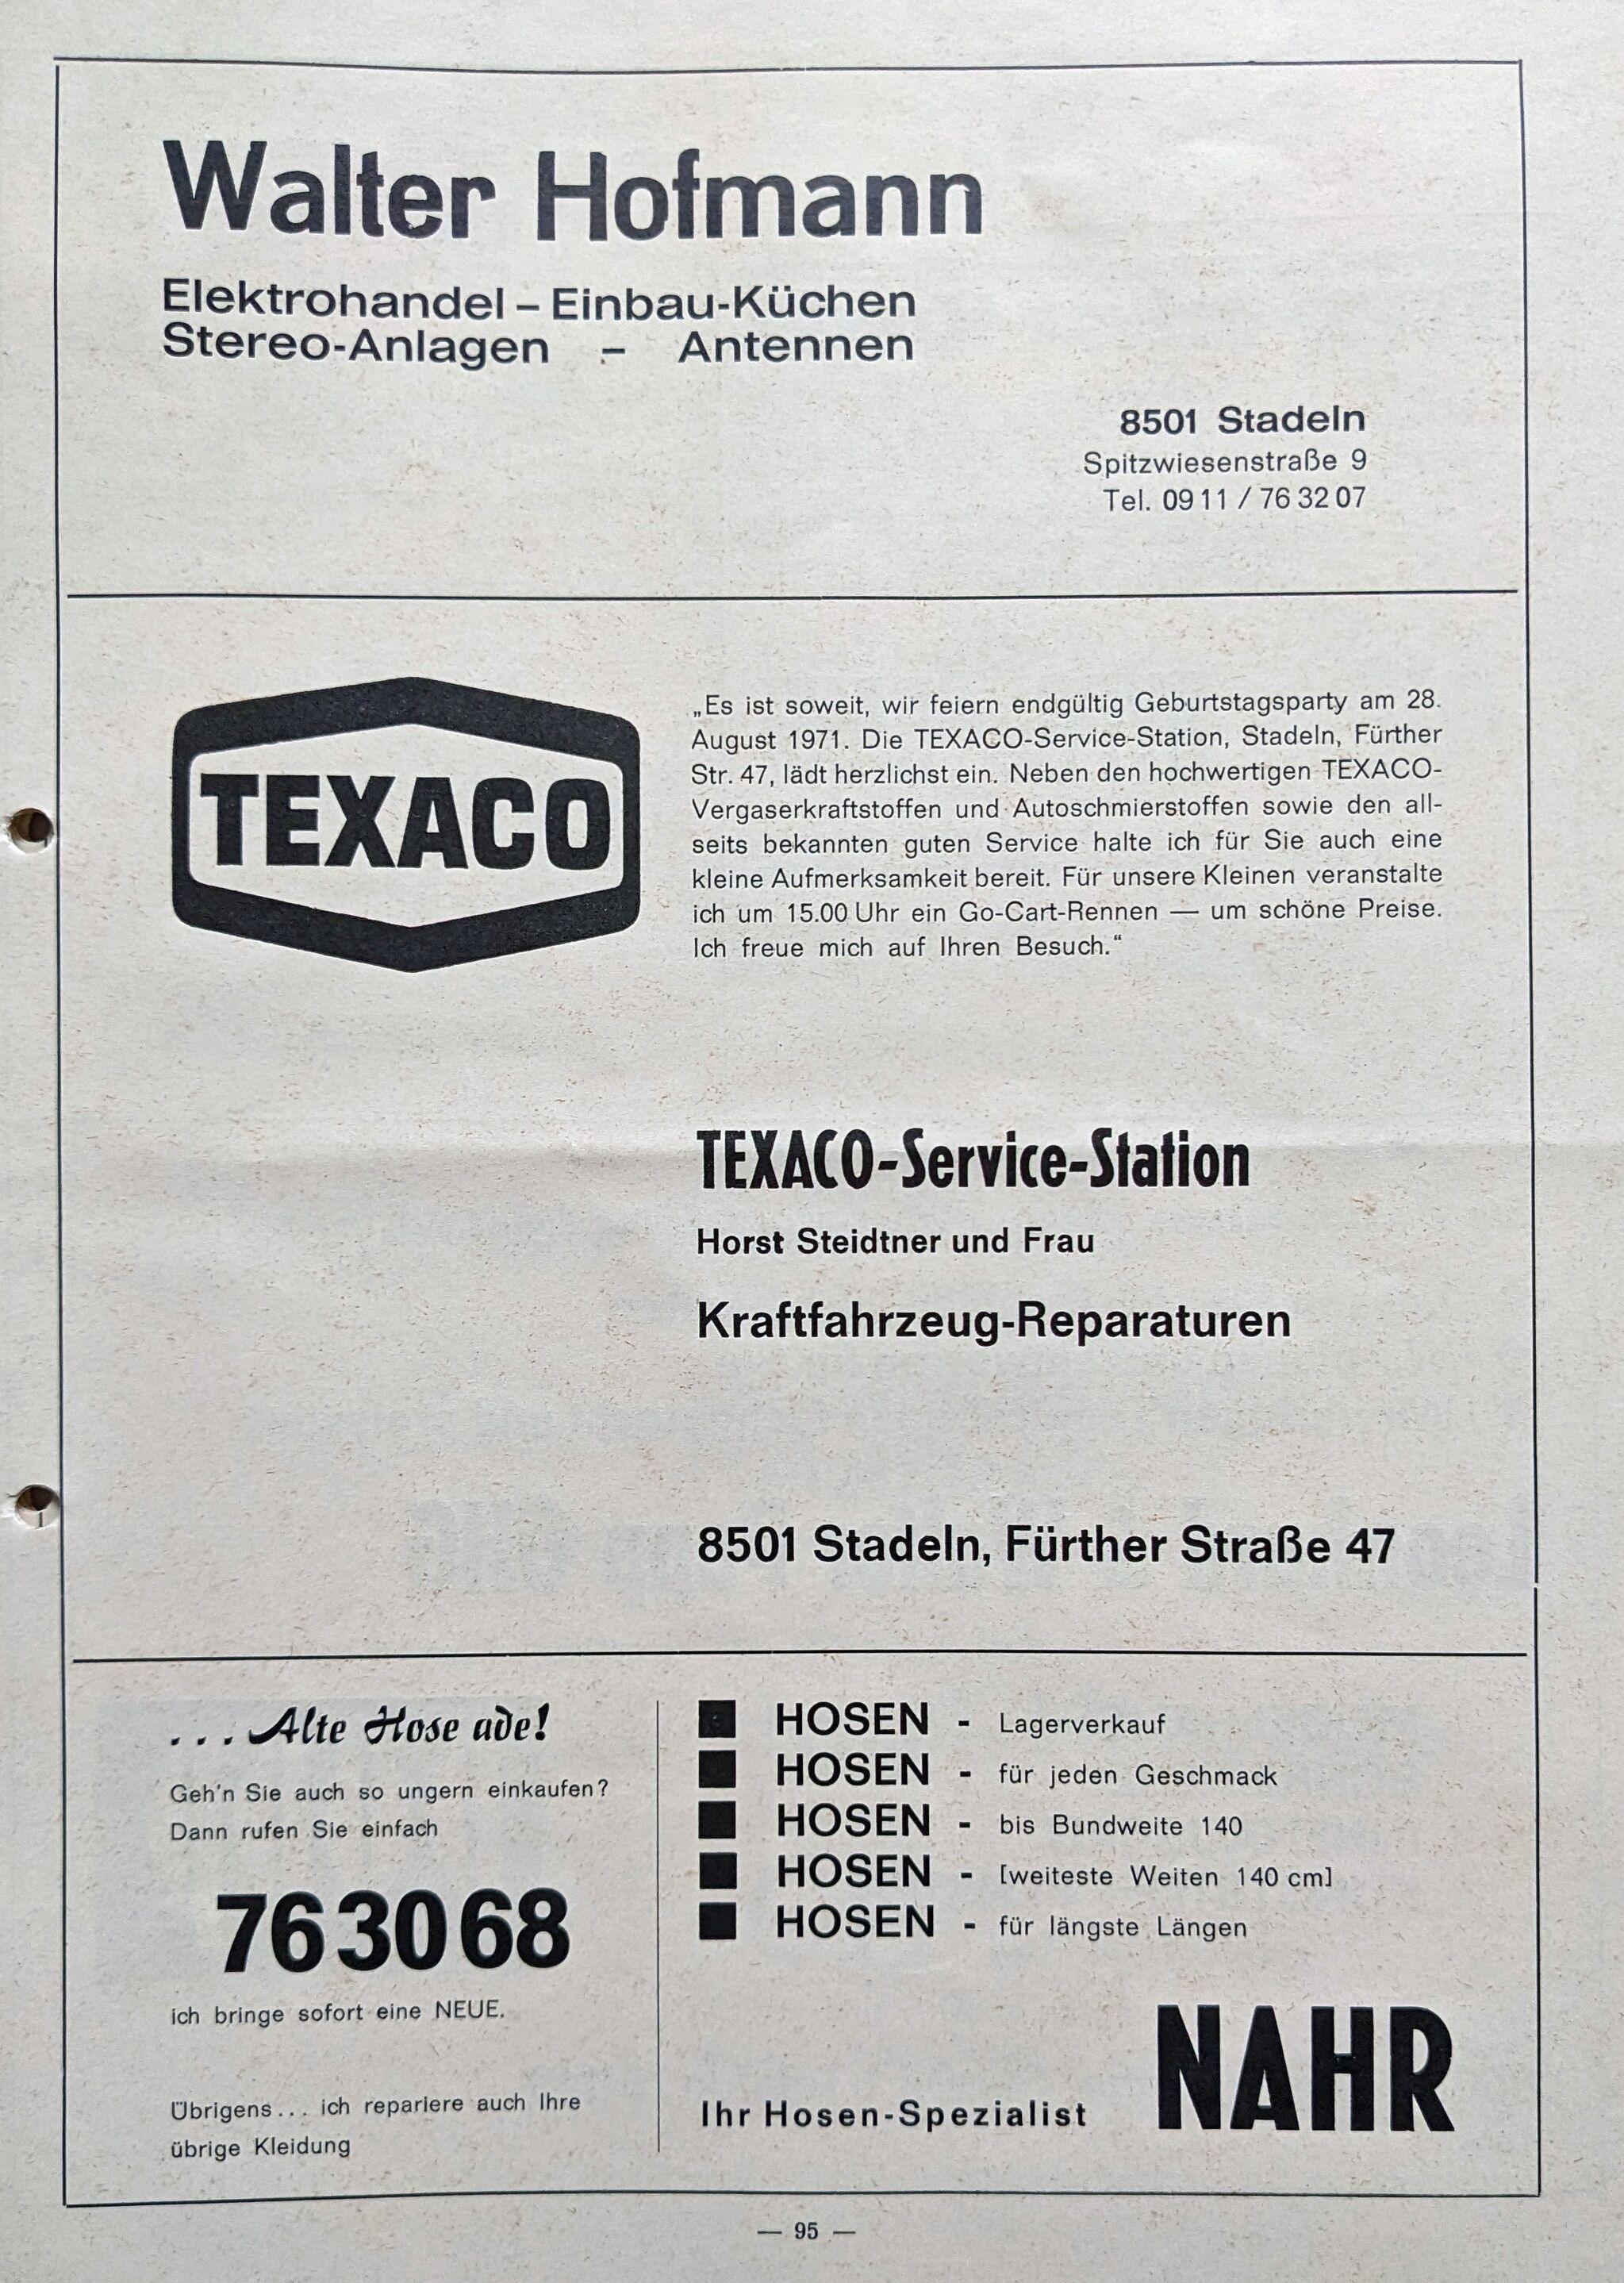 Walter Hofmann
Elektrohandel – Einbau-Küchen
Stereo-Anlagen – Antennen
8501 Stadeln
Spitzwiesenstraße 9
Tel. 09 11 / 76 32 07
TEXACO
„Es ist soweit, wir feiern endgültig Geburtstagsparty am 28.
August 1971. Die TEXACO-Service-Station, Stadeln, Fürther
Str. 47, lädt herzlichst ein. Neben den hochwertigen TEXACO-
Vergaserkraftstoffen und Autoschmierstoffen sowie den all-
seits bekannten guten Service halte ich für Sie auch eine
kleine Aufmerksamkeit bereit. Für unsere Kleinen veranstalte
ich um 15.00 Uhr ein Go-Cart-Rennen — um schöne Preise.
Ich freue mich auf Ihren Besuch.“
TEXACO-Service-Station
Horst Steidtner und Frau
Kraftfahrzeug-Reparaturen
8501 Stadeln, Fürther Straße 47
. . . Alte Hose ade!
Geh'n Sie auch so ungern einkaufen?
Dann rufen Sie einfach
76 30 68
ich bringe sofort eine NEUE.
Übrigens . . . ich repariere auch Ihre
übrige Kleidung
■ HOSEN - Lagerverkauf
■ HOSEN - für jeden Geschmack
■ HOSEN - bis Bundweite 140
■ HOSEN - [weiteste Weiten 140 cm]
■ HOSEN - für längste Längen
Ihr Hosen-Spezialist NAHR
— 95 —